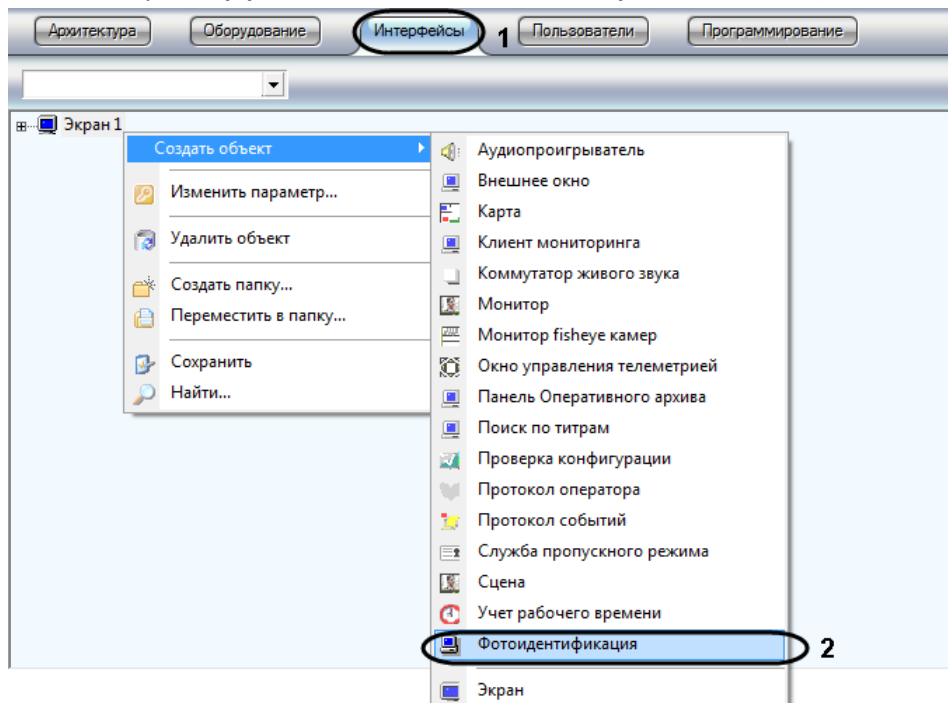 Архитектура Оборудование Интерфейсы 1 Пользователи Программирование
Экран 1
Создать объект
Изменить параметр...
Удалить объект
Создать папку...
Переместить в папку...
Сохранить
Найти...
Аудиопроигрыватель
Внешнее окно
Карта
Клиент мониторинга
Коммутатор живого звука
Монитор
Монитор fisheye камер
Окно управления телеметрией
Панель Оперативного архива
Поиск по титрам
Проверка конфигурации
Протокол оператора
Протокол событий
Служба пропускного режима
Сцена
Учет рабочего времени
Фотоидентификация 2
Экран